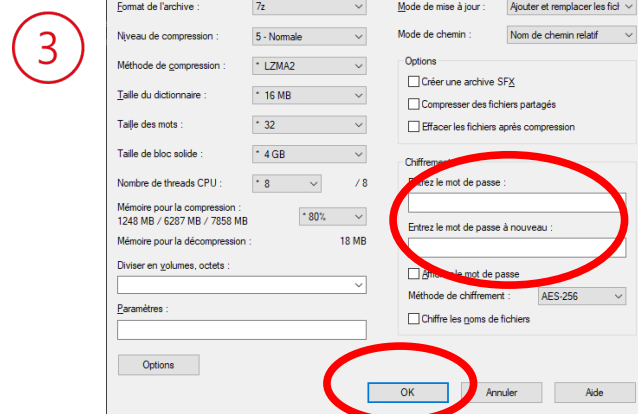 3
Format de l'archive : 7z
Niveau de compression : 5 - Normale
Méthode de compression : * LZMA2
Taille du dictionnaire : * 16 MB
Taille des mots : * 32
Taille de bloc solide : * 4 GB
Nombre de threads CPU : * 8 / 8
Mémoire pour la compression :
1248 MB / 6287 MB / 7858 MB * 80%
Mémoire pour la décompression : 18 MB
Diviser en volumes, octets :
Paramètres :
Options
Mode de mise à jour : Ajouter et remplacer les fich
Mode de chemin : Nom de chemin relatif
Options
Créer une archive SFX
Compresser des fichiers partagés
Effacer les fichiers après compression
Chiffrement
Entrez le mot de passe :
Entrez le mot de passe à nouveau :
Afficher le mot de passe
Méthode de chiffrement : AES-256
Chiffre les noms de fichiers
OK Annuler Aide